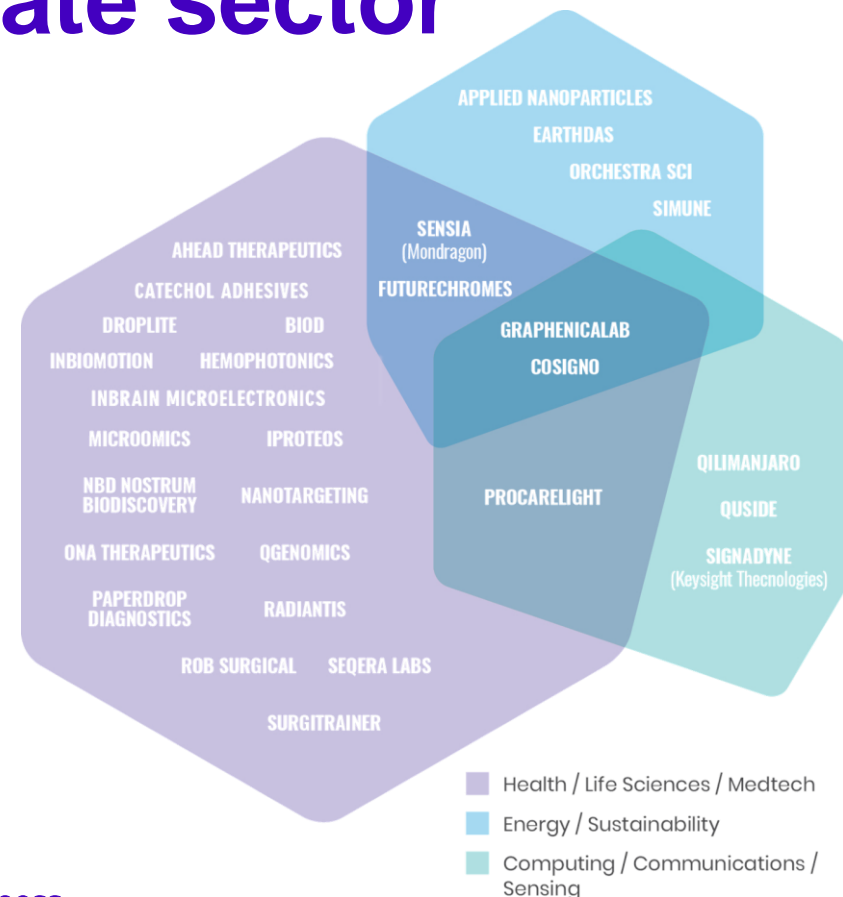 ate sector
APPLIED NANOPARTICLES
EARTHDAS
ORCHESTRA SCI
SIMUNE
SENSIA
(Mondragon)
FUTURECHROMES
GRAPHENICALAB
COSIGNO
AHEAD THERAPEUTICS
CATECHOL ADHESIVES
DROPLITE BIOD
INBIOMOTION HEMOPHOTONICS
INBRAIN MICROELECTRONICS
MICROOMICS IPROTEOS
NBD NOSTRUM
BIODISCOVERY
NANOTARGETING
ONA THERAPEUTICS QGENOMICS
PAPERDROP
DIAGNOSTICS
RADIANTIS
ROB SURGICAL SEQERA LABS
SURGITRAINER
PROCARELIGHT
QILIMANJARO
QUSIDE
SIGNADYNE
(Keysight Thecnologies)
Health / Life Sciences / Medtech
Energy / Sustainability
Computing / Communications /
Sensing